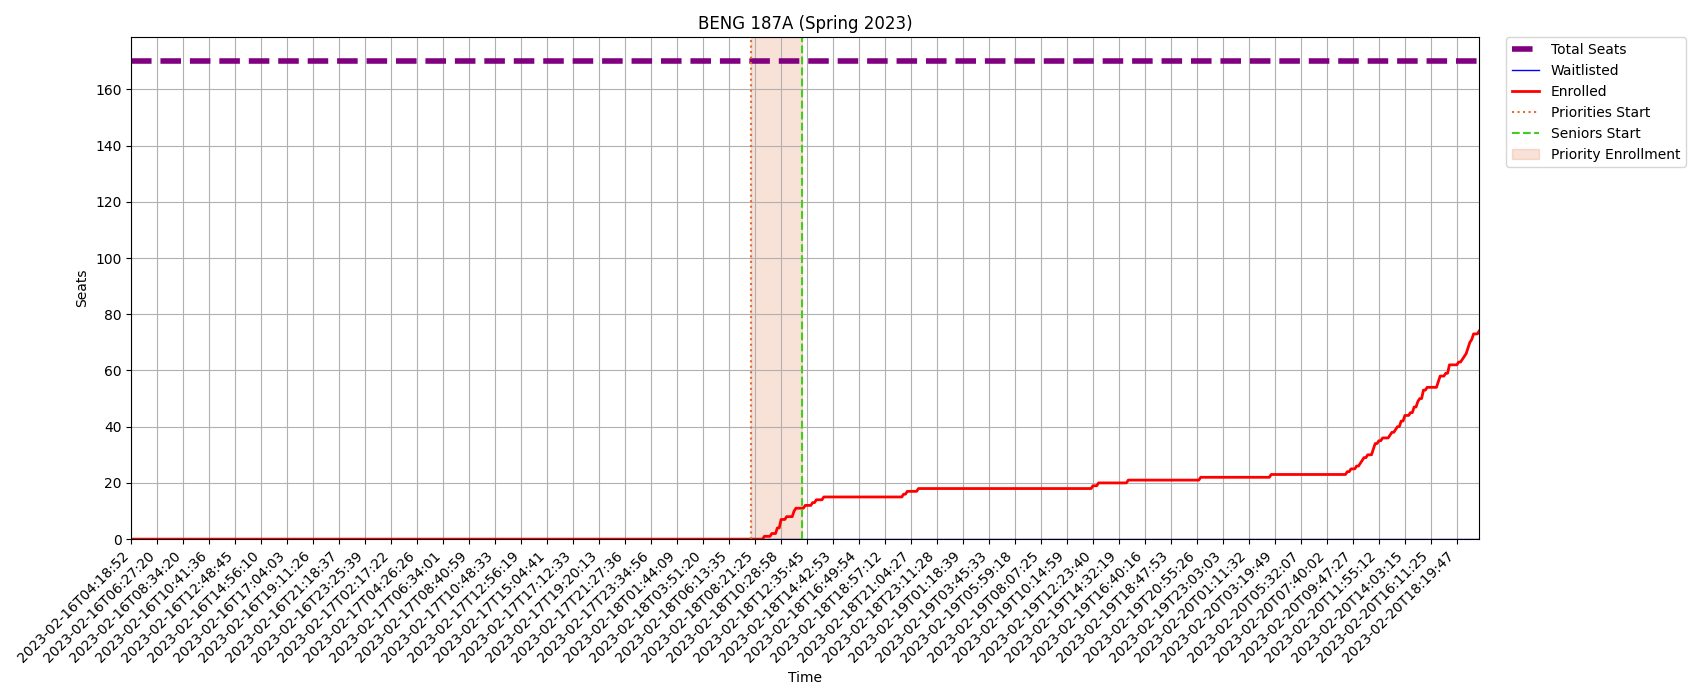 BENG 187A (Spring 2023)
Total Seats
Waitlisted
Enrolled
Priorities Start
Seniors Start
Priority Enrollment
Seats
160
140
120
100
80
60
40
20
0
2023-02-16T04:18:52
2023-02-16T06:27:20
2023-02-16T08:34:20
2023-02-16T10:41:36
2023-02-16T12:48:45
2023-02-16T14:56:10
2023-02-16T17:04:03
2023-02-16T19:11:26
2023-02-16T21:18:37
2023-02-16T23:25:39
2023-02-17T02:17:22
2023-02-17T04:26:26
2023-02-17T06:34:01
2023-02-17T08:40:59
2023-02-17T10:48:33
2023-02-17T12:56:19
2023-02-17T15:04:41
2023-02-17T17:12:33
2023-02-17T19:20:13
2023-02-17T21:27:36
2023-02-17T23:34:56
2023-02-18T01:44:09
2023-02-18T03:51:20
2023-02-18T06:13:35
2023-02-18T08:21:25
2023-02-18T10:28:58
2023-02-18T12:35:45
2023-02-18T14:42:53
2023-02-18T16:49:54
2023-02-18T18:57:12
2023-02-18T21:04:27
2023-02-18T23:11:28
2023-02-19T01:18:39
2023-02-19T03:45:33
2023-02-19T05:59:18
2023-02-19T08:07:25
2023-02-19T10:14:59
2023-02-19T12:23:40
2023-02-19T14:32:19
2023-02-19T16:40:16
2023-02-19T18:47:53
2023-02-19T20:55:26
2023-02-19T23:03:03
2023-02-20T01:11:32
2023-02-20T03:19:49
2023-02-20T05:32:07
2023-02-20T07:40:02
2023-02-20T09:47:27
2023-02-20T11:55:12
2023-02-20T14:03:15
2023-02-20T16:11:25
2023-02-20T18:19:47
Time